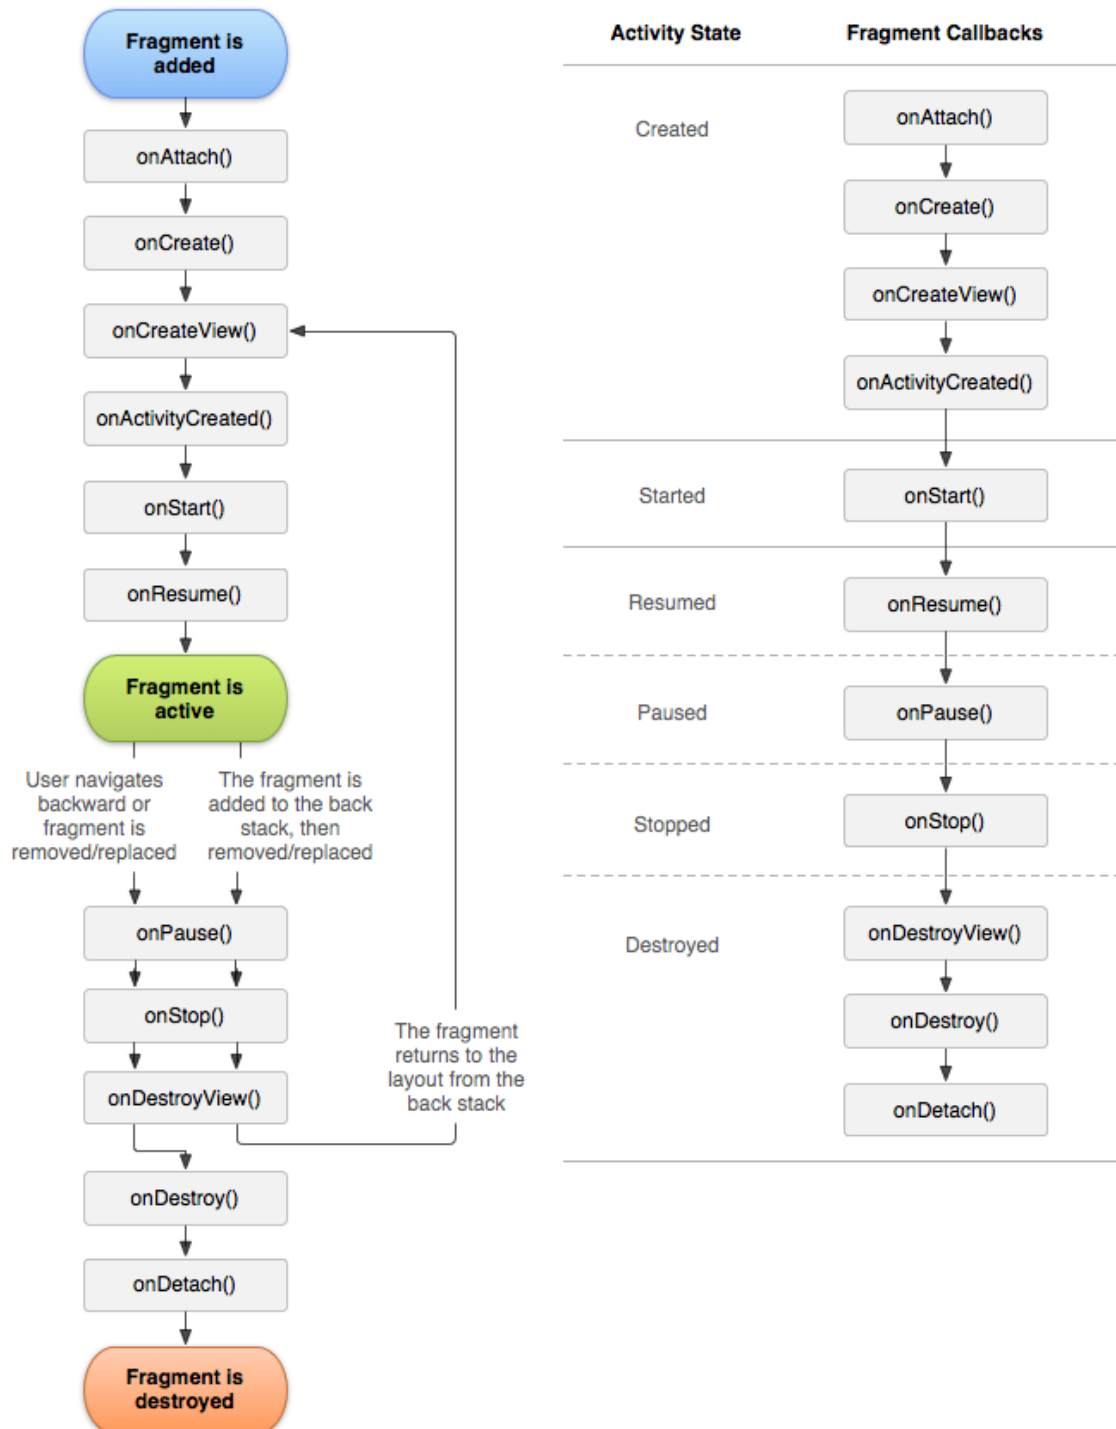 Fragment is
added
onAttach()
onCreate()
onCreateView()
onActivityCreated()
onStart()
onResume()
Fragment is
active
User navigates
backward or
fragment is
removed/replaced
The fragment is
added to the back
stack, then
removed/replaced
onPause()
onStop()
onDestroyView()
The fragment
returns to the
layout from the
back stack
onDestroy()
onDetach()
Fragment is
destroyed
Activity State
Fragment Callbacks
Created
onAttach()
onCreate()
onCreateView()
onActivityCreated()
Started
onStart()
Resumed
onResume()
Paused
onPause()
Stopped
onStop()
Destroyed
onDestroyView()
onDestroy()
onDetach()